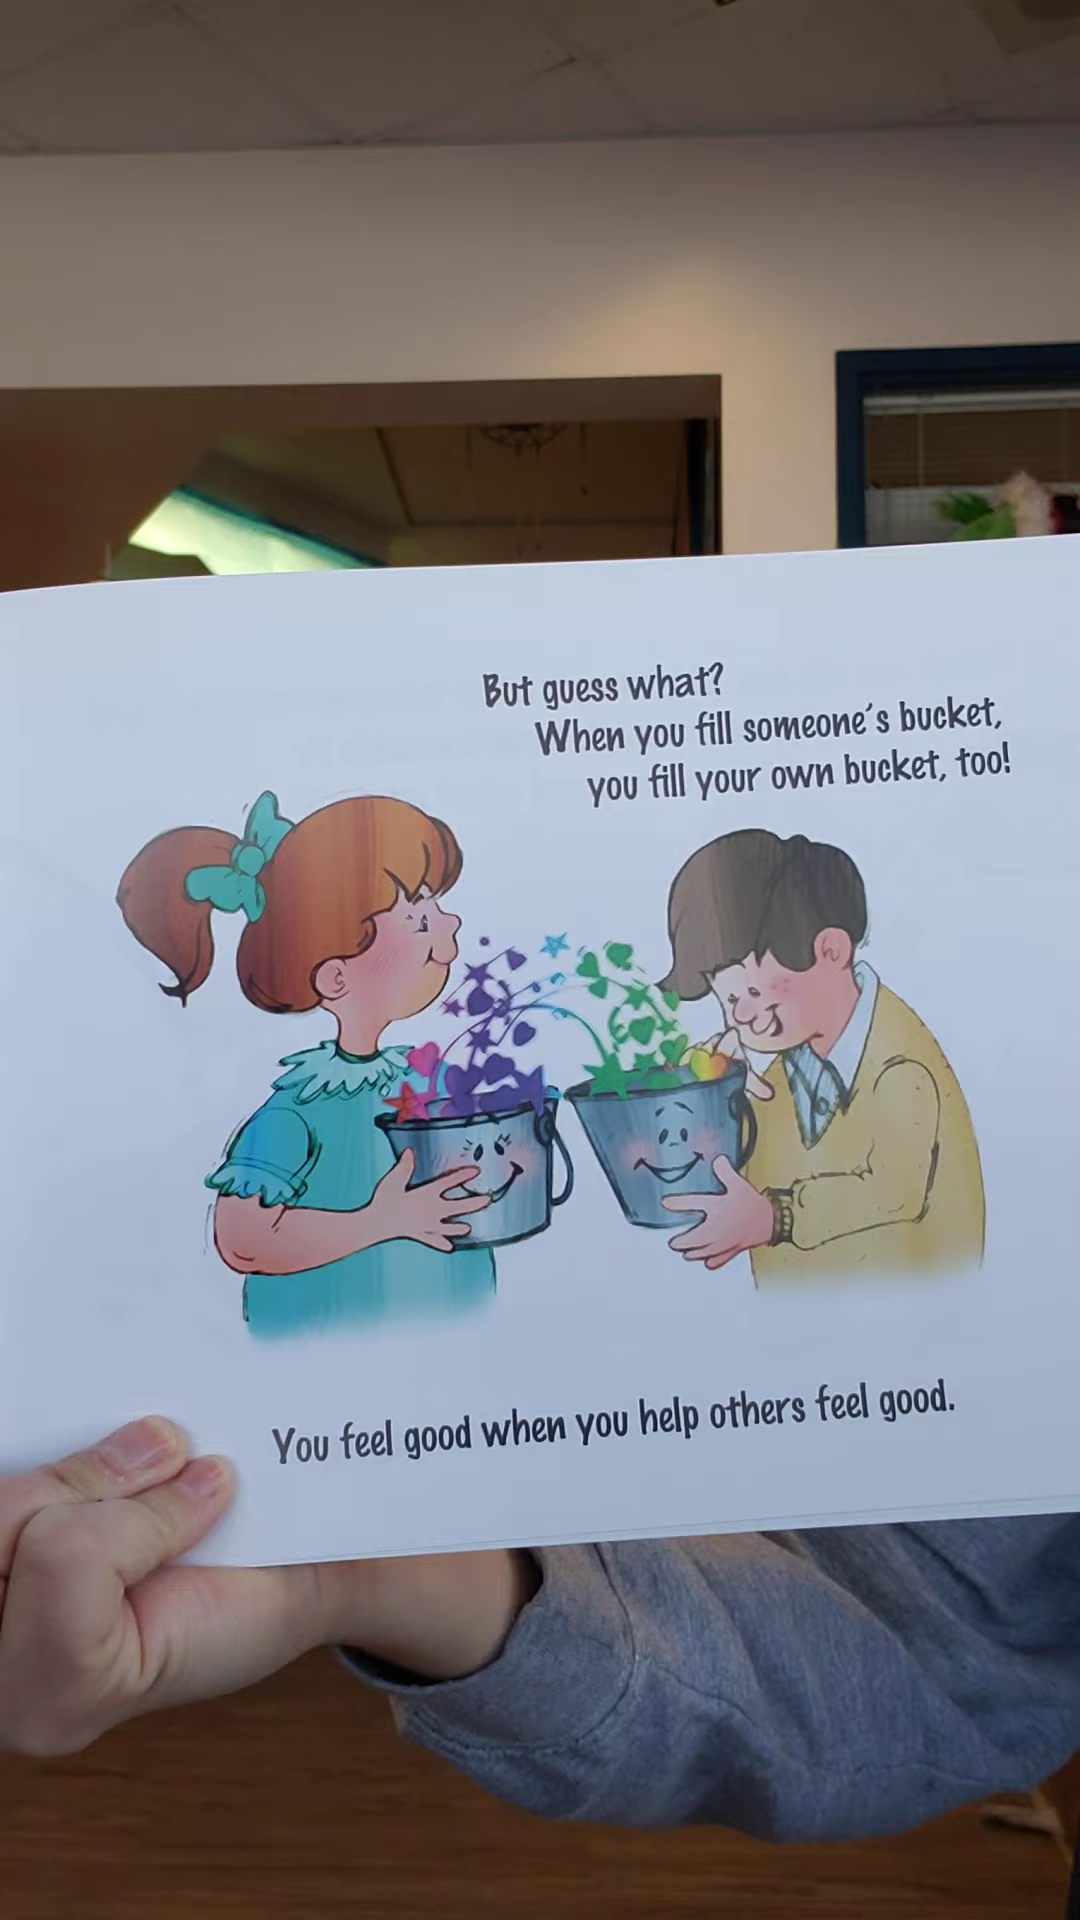 But guess what?
When you fill someone's bucket,
you fill your own bucket, too!
You feel good when you help others feel good.